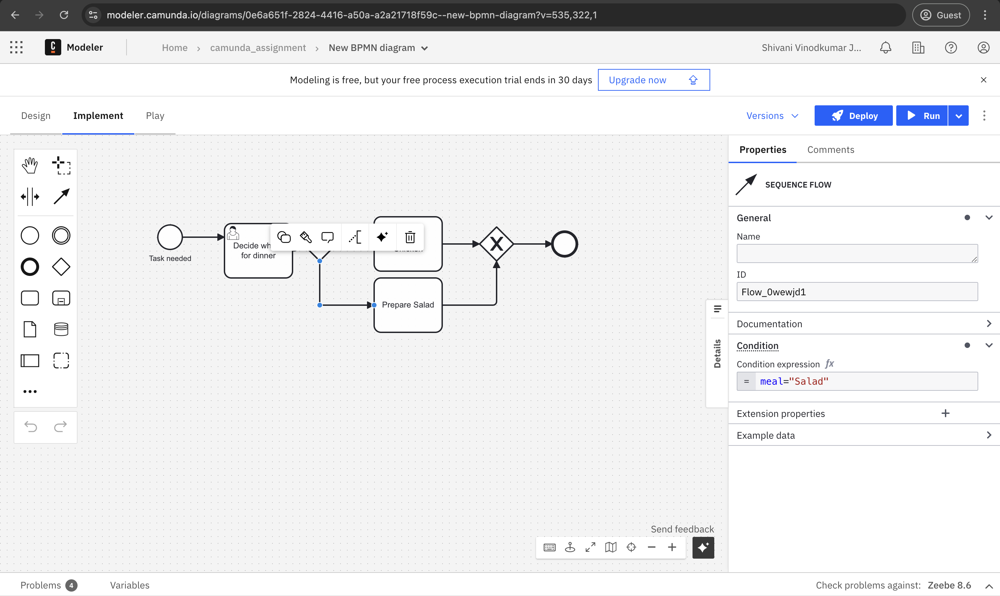 modeler.camunda.io/diagrams/0e6a651f-2824-4416-a50a-a2a21718f59c--new-bpmn-diagram?v=535,322,1
Guest
Modeler
Home › camunda_assignment › New BPMN diagram
Shivani Vinodkumar J...
Modeling is free, but your free process execution trial ends in 30 days
Upgrade now
Design
Implement
Play
Versions
Deploy
Run
Properties
Comments
SEQUENCE FLOW
General
Name
ID
Flow_0wewjd1
Documentation
Condition
Condition expression fx
= meal="Salad"
Extension properties
Example data
Details
Task needed
Decide wh
for dinner
Prepare Salad
Send feedback
Problems 4
Variables
Check problems against: Zeebe 8.6